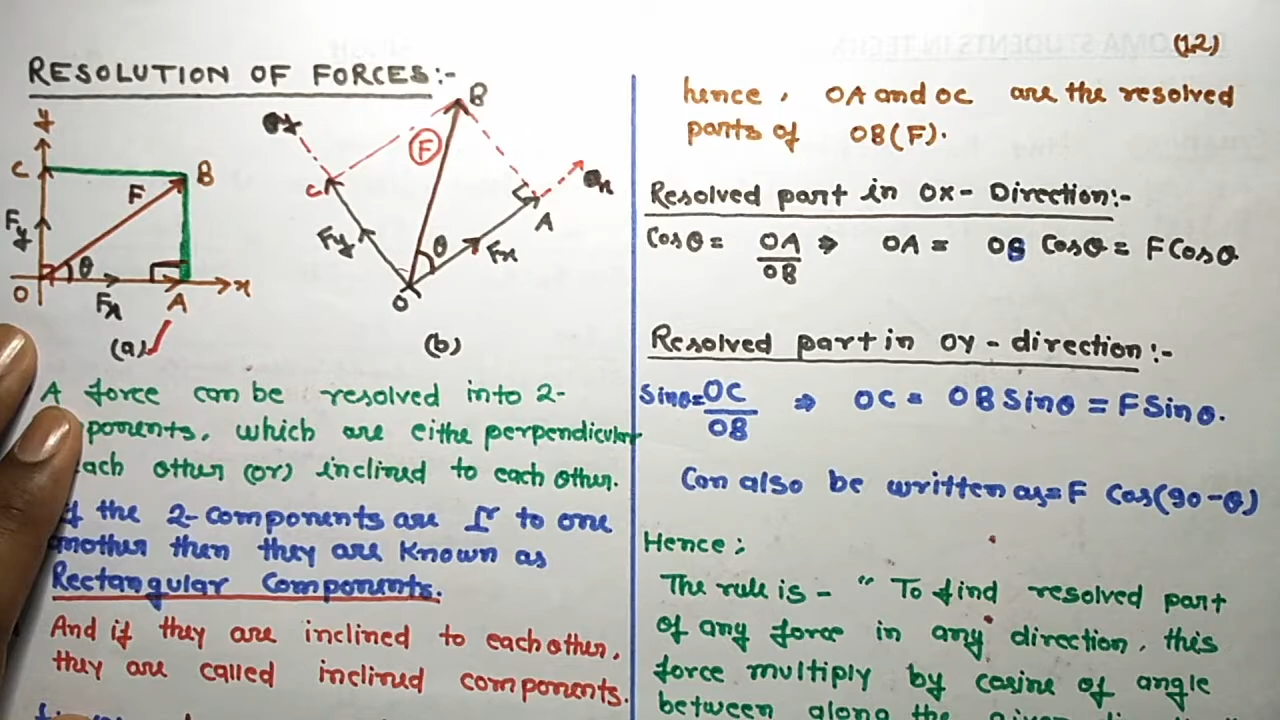 (12)
RESOLUTION OF FORCES:-
y
C
B
F
Fy
θ
O
Fx
A
x
(a)
B
F
C
A
Fy
θ
Fx
O
(b)
A force can be resolved into 2-
ponents, which are eithe perpendicular
each other (or) inclined to each other.
If the 2-components are ⊥r to one
another then they are known as
Rectangular Components.
And if they are inclined to each other,
they are called inclined components.
hence, OA and OC are the resolved
parts of OB(F).
Resolved part in OX- Direction:-
Cosθ = OA/OB ⇒ OA = OB Cosθ = F Cosθ
Resolved part in OY-direction:-
Sinθ = OC/OB ⇒ OC = OB Sinθ = F Sinθ.
Can also be written as = F Cos(90-θ)
Hence;
The rule is - " To find resolved part
of any force in any direction, this
force multiply by cosine of angle
between along the given